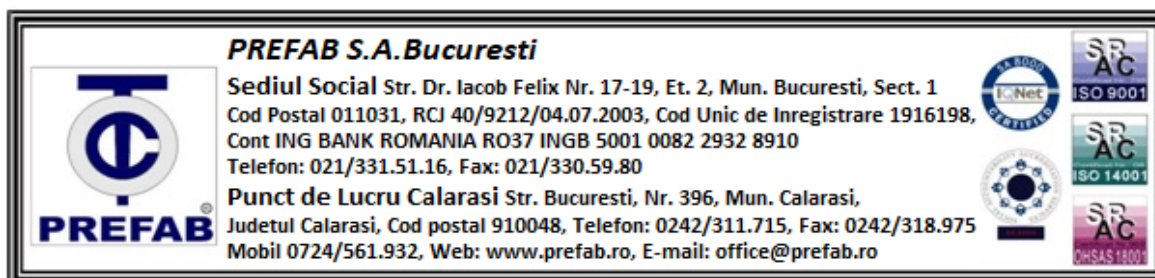 PREFAB S.A.Bucuresti
Sediul Social Str. Dr. Iacob Felix Nr. 17-19, Et. 2, Mun. Bucuresti, Sect. 1
Cod Postal 011031, RCJ 40/9212/04.07.2003, Cod Unic de Inregistrare 1916198,
Cont ING BANK ROMANIA RO37 INGB 5001 0082 2932 8910
Telefon: 021/331.51.16, Fax: 021/330.59.80
Punct de Lucru Calarasi Str. Bucuresti, Nr. 396, Mun. Calarasi,
Judetul Calarasi, Cod postal 910048, Telefon: 0242/311.715, Fax: 0242/318.975
Mobil 0724/561.932, Web: www.prefab.ro, E-mail: office@prefab.ro
PREFAB ®
SA 8000
IQNet
CERTIFIED
SRAC
ISO 9001
SRAC
ISO 14001
SRAC
OHSAS 18001